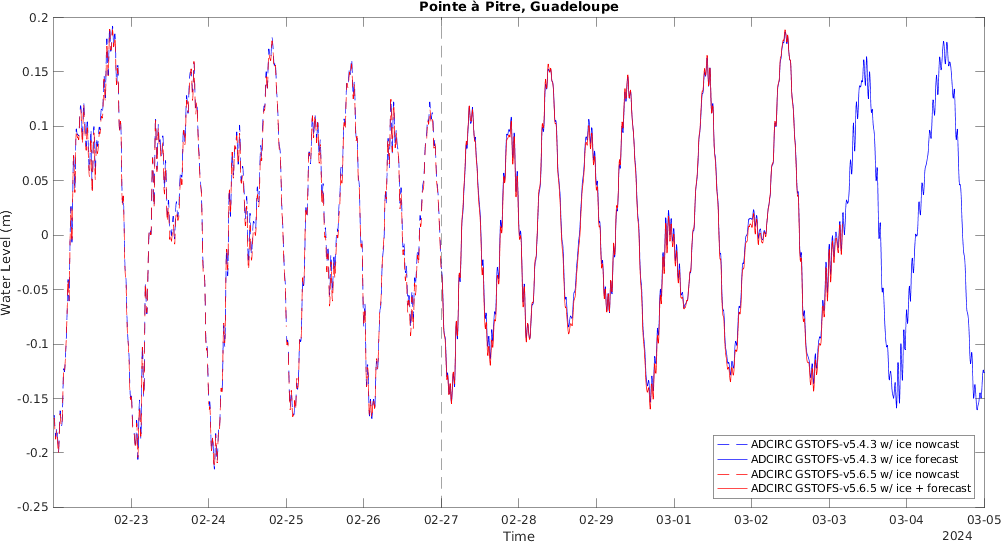 Pointe à Pitre, Guadeloupe
0.2
0.15
0.1
0.05
0
-0.05
-0.1
-0.15
-0.2
-0.25
Water Level (m)
ADCIRC GSTOFS-v5.4.3 w/ ice nowcast
ADCIRC GSTOFS-v5.4.3 w/ ice forecast
ADCIRC GSTOFS-v5.6.5 w/ ice nowcast
ADCIRC GSTOFS-v5.6.5 w/ ice + forecast
02-23 02-24 02-25 02-26 02-27 02-28 02-29 03-01 03-02 03-03 03-04 03-05
Time
2024